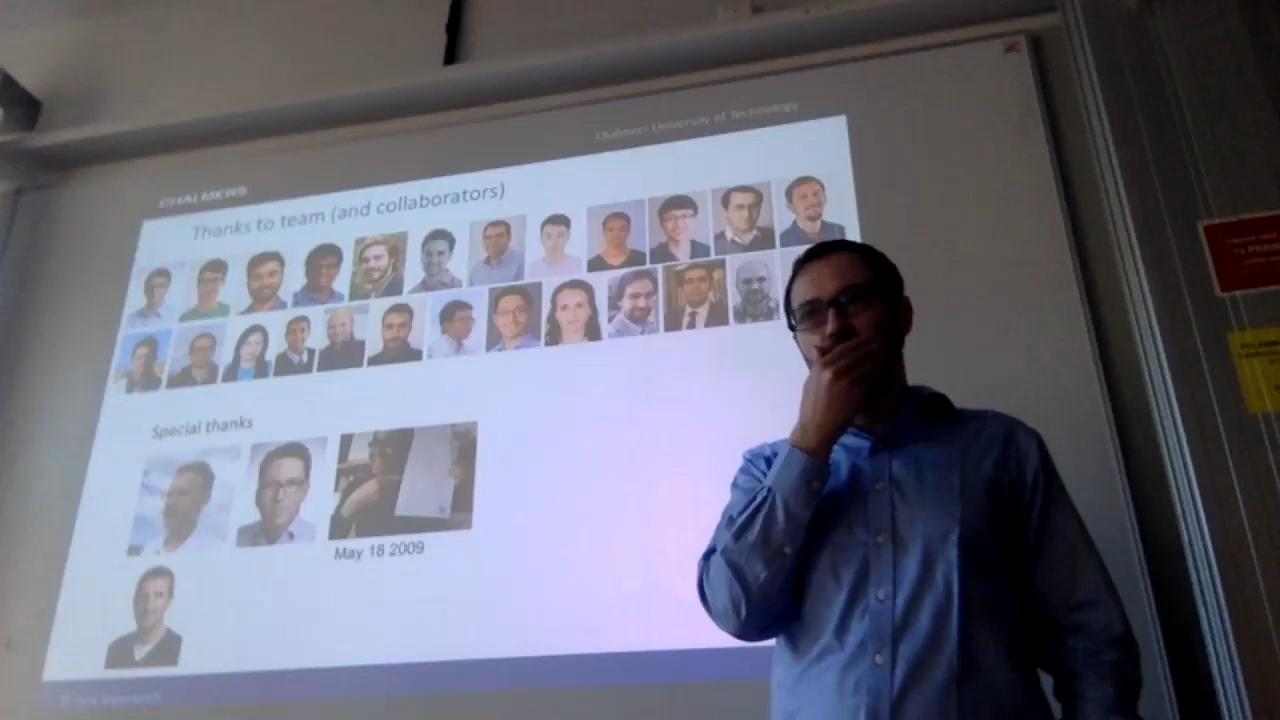 Chalmers University of Technology
CHALMERS
Thanks to team (and collaborators)
Special thanks
May 18 2009